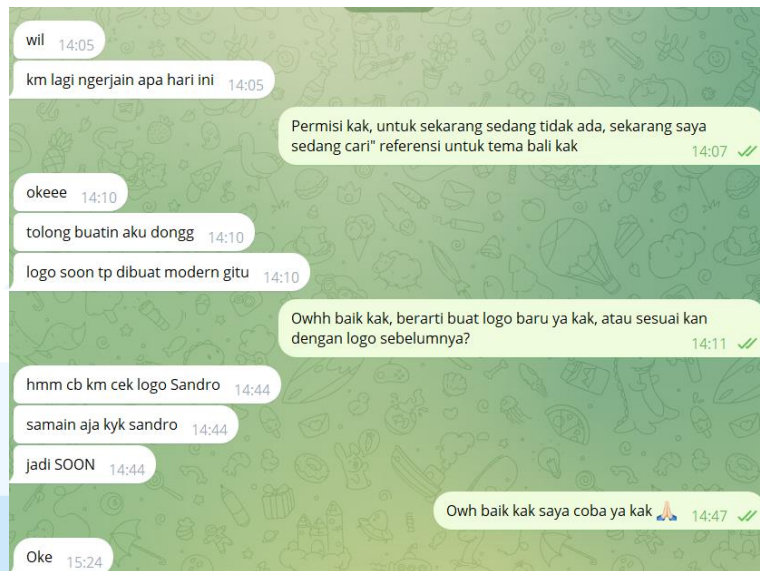 wil 14:05
km lagi ngerjain apa hari ini 14:05
Permisi kak, untuk sekarang sedang tidak ada, sekarang saya
sedang cari" referensi untuk tema bali kak 14:07
okeee 14:10
tolong buatin aku dongg 14:10
logo soon tp dibuat modern gitu 14:10
Owhh baik kak, berarti buat logo baru ya kak, atau sesuai kan
dengan logo sebelumnya? 14:11
hmm cb km cek logo Sandro 14:44
samain aja kyk sandro 14:44
jadi SOON 14:44
Owh baik kak saya coba ya kak 🙏🏻 14:47
Oke 15:24